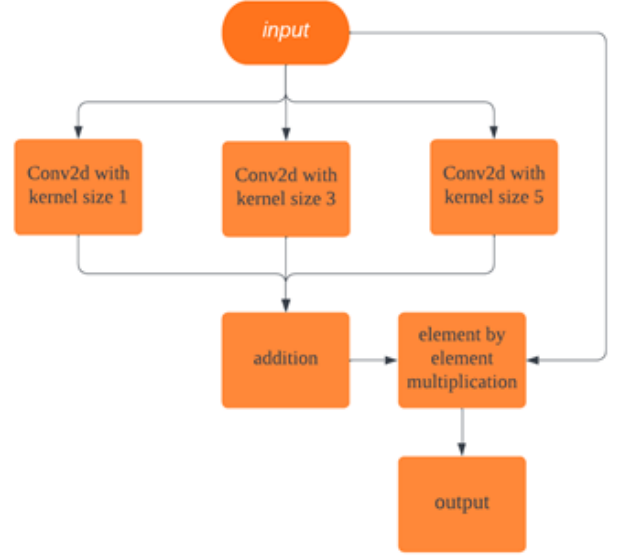 input
Conv2d with
kernel size 1
Conv2d with
kernel size 3
Conv2d with
kernel size 5
addition
element by
element
multiplication
output